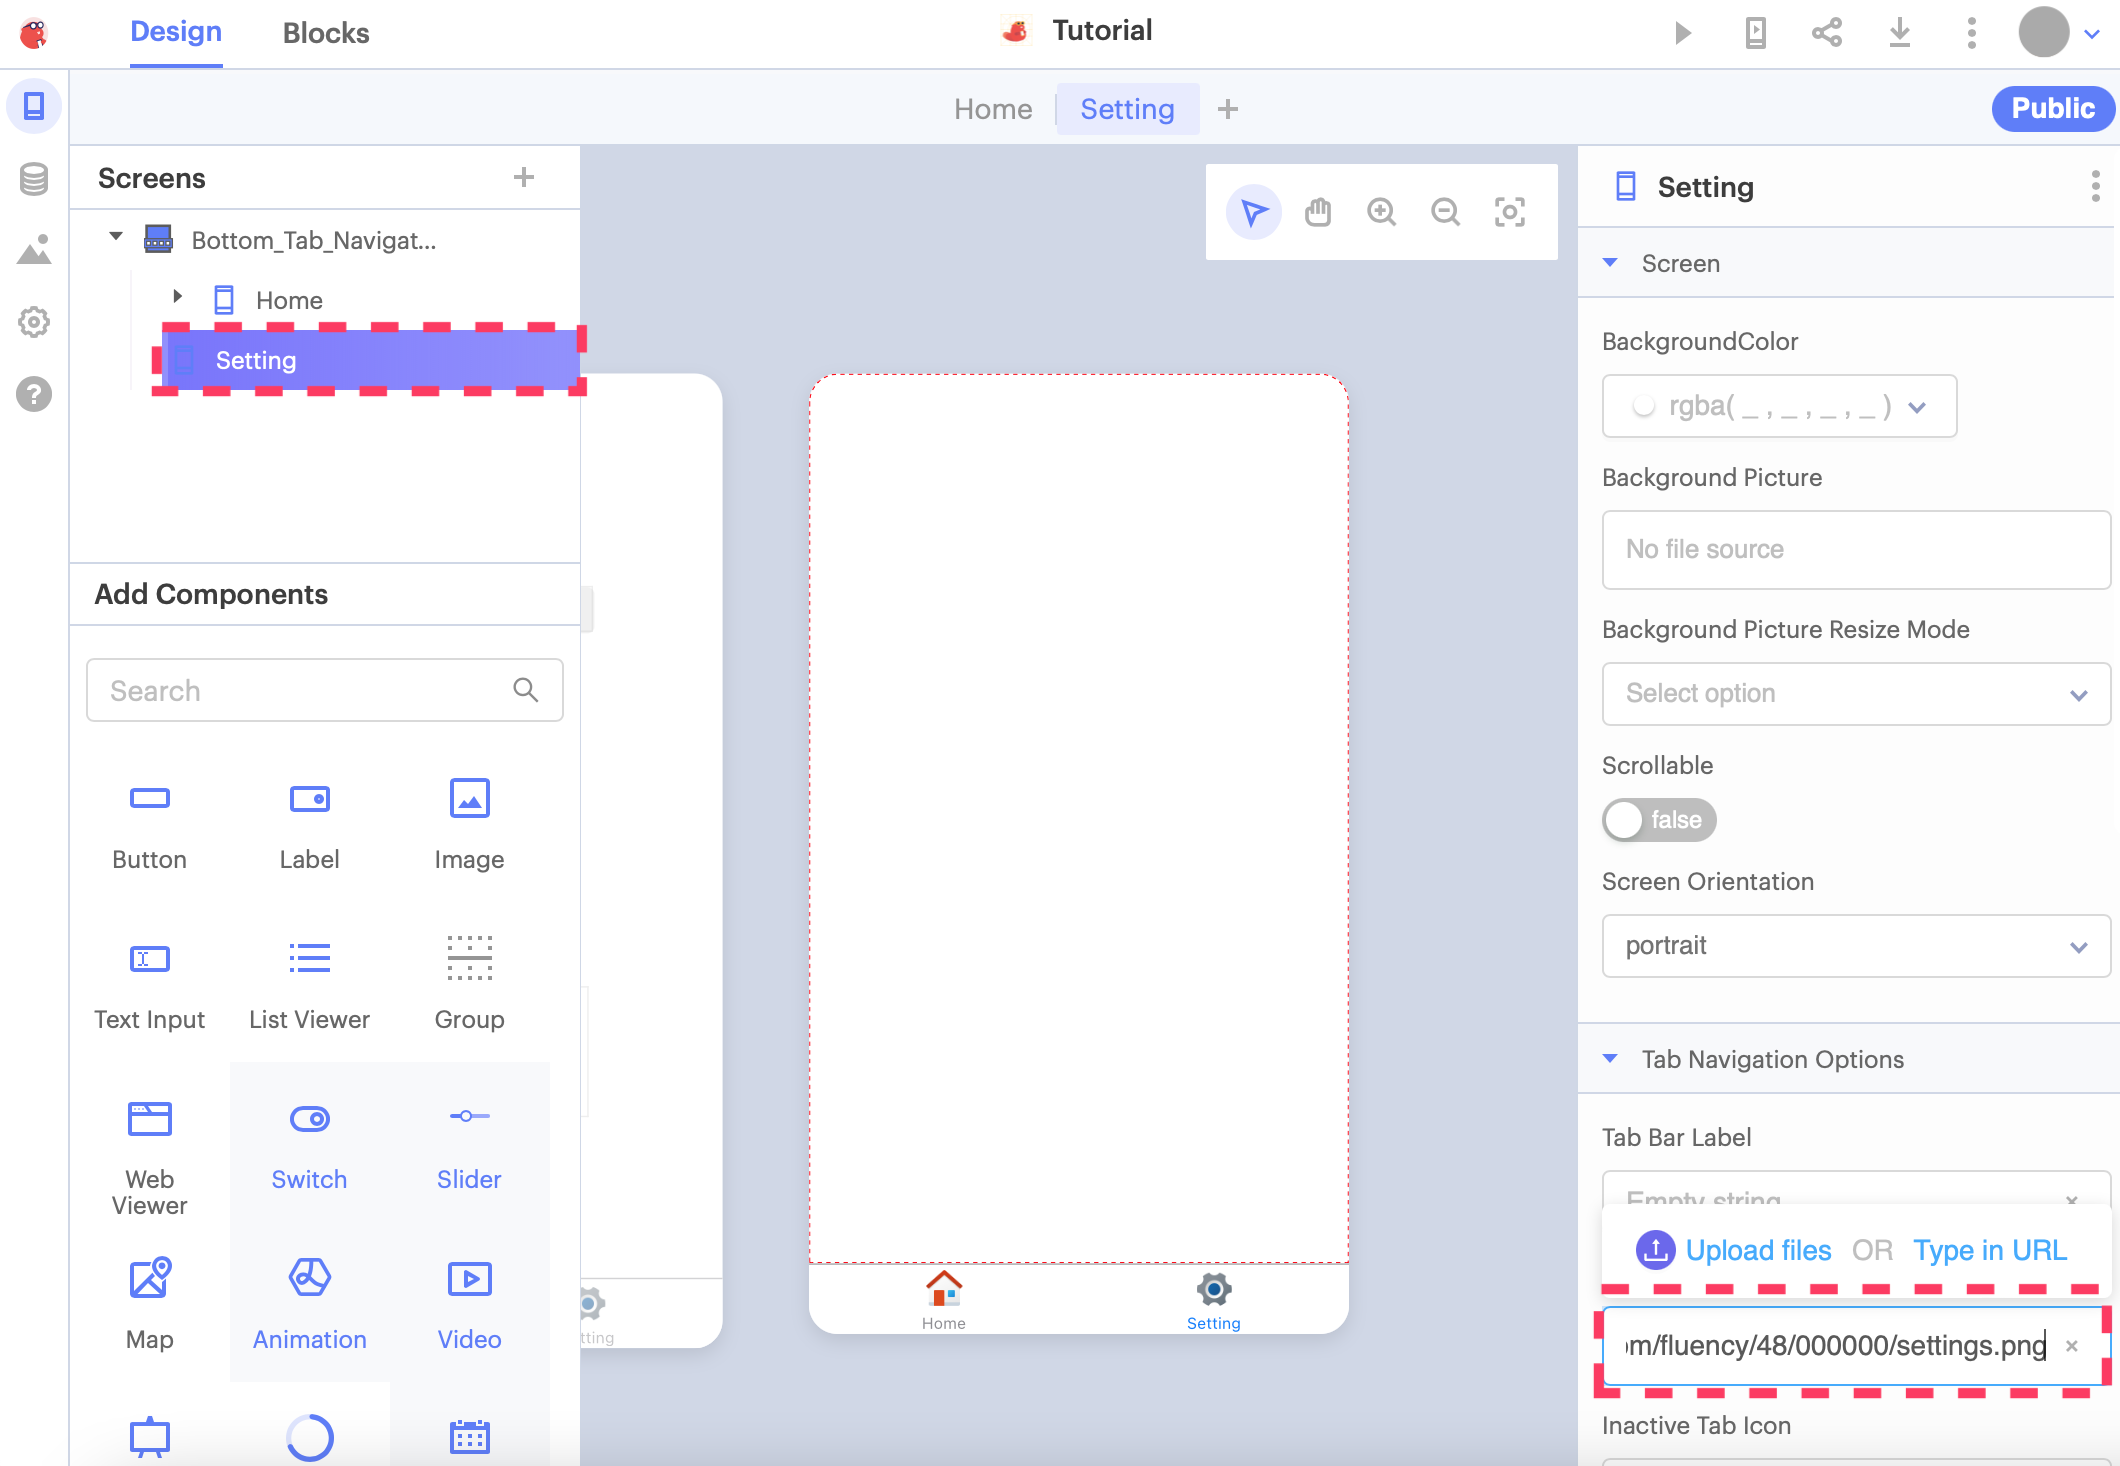 Design
Blocks
Tutorial
Home
Setting
Public
Screens
Bottom_Tab_Navigat...
Home
Setting
Add Components
Search
Button
Label
Image
Text Input
List Viewer
Group
Web
Viewer
Switch
Slider
Map
Animation
Video
tting
Home
Setting
Setting
Screen
BackgroundColor
rgba( _ , _ , _ , _ )
Background Picture
No file source
Background Picture Resize Mode
Select option
Scrollable
false
Screen Orientation
portrait
Tab Navigation Options
Tab Bar Label
Empty string
Upload files OR Type in URL
om/fluency/48/000000/settings.png
Inactive Tab Icon